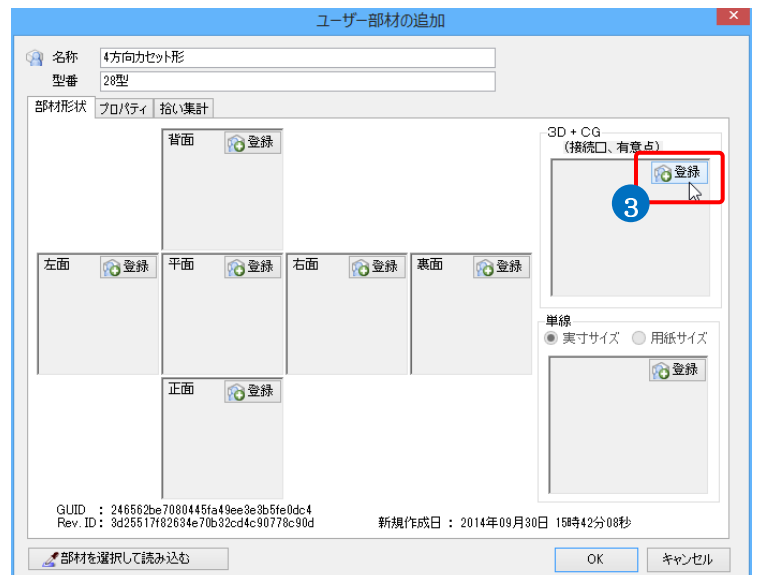 ユーザー部材の追加
名称 4方向カセット形
型番 28型
部材形状 プロパティ 拾い集計
背面 登録
3D + CG
(接続口、有意点)
登録
3
左面 登録 平面 登録 右面 登録 裏面 登録
単線
実寸サイズ 用紙サイズ
登録
正面 登録
GUID : 246562be7080445fa49ee3e3b5fe0dc4
Rev. ID : 3d25517f82634e70b32cd4c90778c90d
新規作成日 : 2014年09月30日 15時42分08秒
部材を選択して読み込む OK キャンセル